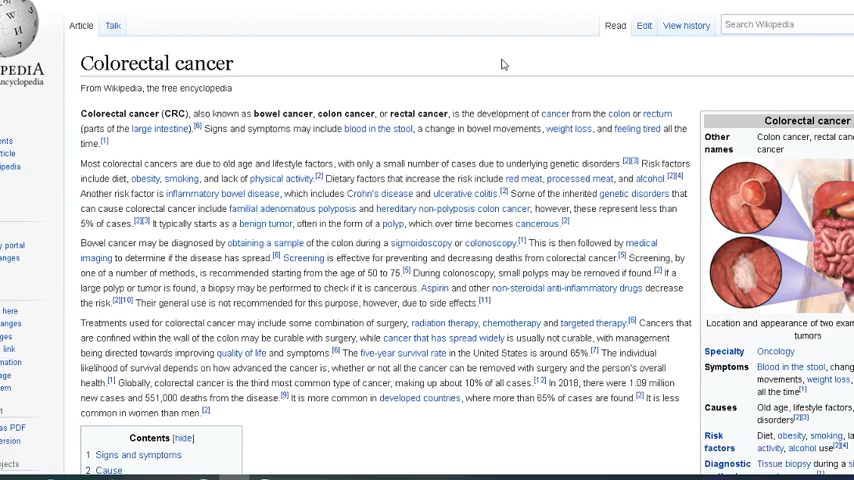 Article Talk Read Edit View history Search Wikipedia
Colorectal cancer
From Wikipedia, the free encyclopedia
Colorectal cancer (CRC), also known as bowel cancer, colon cancer, or rectal cancer, is the development of cancer from the colon or rectum
(parts of the large intestine).[6] Signs and symptoms may include blood in the stool, a change in bowel movements, weight loss, and feeling tired all the
time.[1]
Most colorectal cancers are due to old age and lifestyle factors, with only a small number of cases due to underlying genetic disorders.[2][3] Risk factors
include diet, obesity, smoking, and lack of physical activity.[2] Dietary factors that increase the risk include red meat, processed meat, and alcohol.[2][4]
Another risk factor is inflammatory bowel disease, which includes Crohn's disease and ulcerative colitis.[2] Some of the inherited genetic disorders that
can cause colorectal cancer include familial adenomatous polyposis and hereditary non-polyposis colon cancer; however, these represent less than
5% of cases.[2][3] It typically starts as a benign tumor, often in the form of a polyp, which over time becomes cancerous.[2]
Bowel cancer may be diagnosed by obtaining a sample of the colon during a sigmoidoscopy or colonoscopy.[1] This is then followed by medical
imaging to determine if the disease has spread.[6] Screening is effective for preventing and decreasing deaths from colorectal cancer.[5] Screening, by
one of a number of methods, is recommended starting from the age of 50 to 75.[5] During colonoscopy, small polyps may be removed if found.[2] If a
large polyp or tumor is found, a biopsy may be performed to check if it is cancerous. Aspirin and other non-steroidal anti-inflammatory drugs decrease
the risk.[2][10] Their general use is not recommended for this purpose, however, due to side effects.[11]
Treatments used for colorectal cancer may include some combination of surgery, radiation therapy, chemotherapy and targeted therapy.[6] Cancers that
are confined within the wall of the colon may be curable with surgery, while cancer that has spread widely is usually not curable, with management
being directed towards improving quality of life and symptoms.[6] The five-year survival rate in the United States is around 65%.[7] The individual
likelihood of survival depends on how advanced the cancer is, whether or not all the cancer can be removed with surgery and the person's overall
health.[1] Globally, colorectal cancer is the third most common type of cancer, making up about 10% of all cases.[12] In 2018, there were 1.09 million
new cases and 551,000 deaths from the disease.[9] It is more common in developed countries, where more than 65% of cases are found.[2] It is less
common in women than men.[2]
Contents [hide]
1 Signs and symptoms
2 Cause
Colorectal cancer
Other names Colon cancer, rectal
cancer
Location and appearance of two
tumors
Specialty Oncology
Symptoms Blood in the stool,
movements, weight loss,
all the time[1]
Causes Old age, lifestyle factors,
disorders[2][3]
Risk factors Diet, obesity, smoking,
activity, alcohol use[2][4]
Diagnostic Tissue biopsy during a
here
link
as PDF